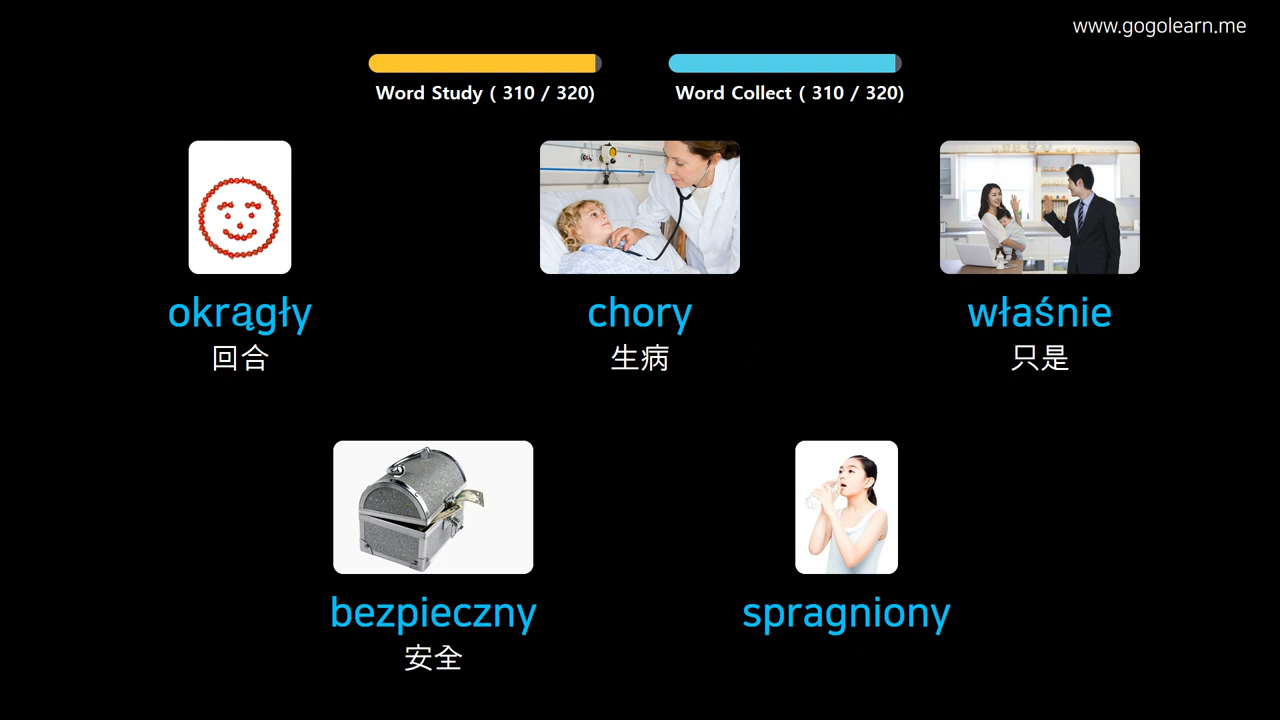 www.gogolearn.me
Word Study ( 310 / 320)
Word Collect ( 310 / 320)
okrągły
回合
chory
生病
właśnie
只是
bezpieczny
安全
spragniony